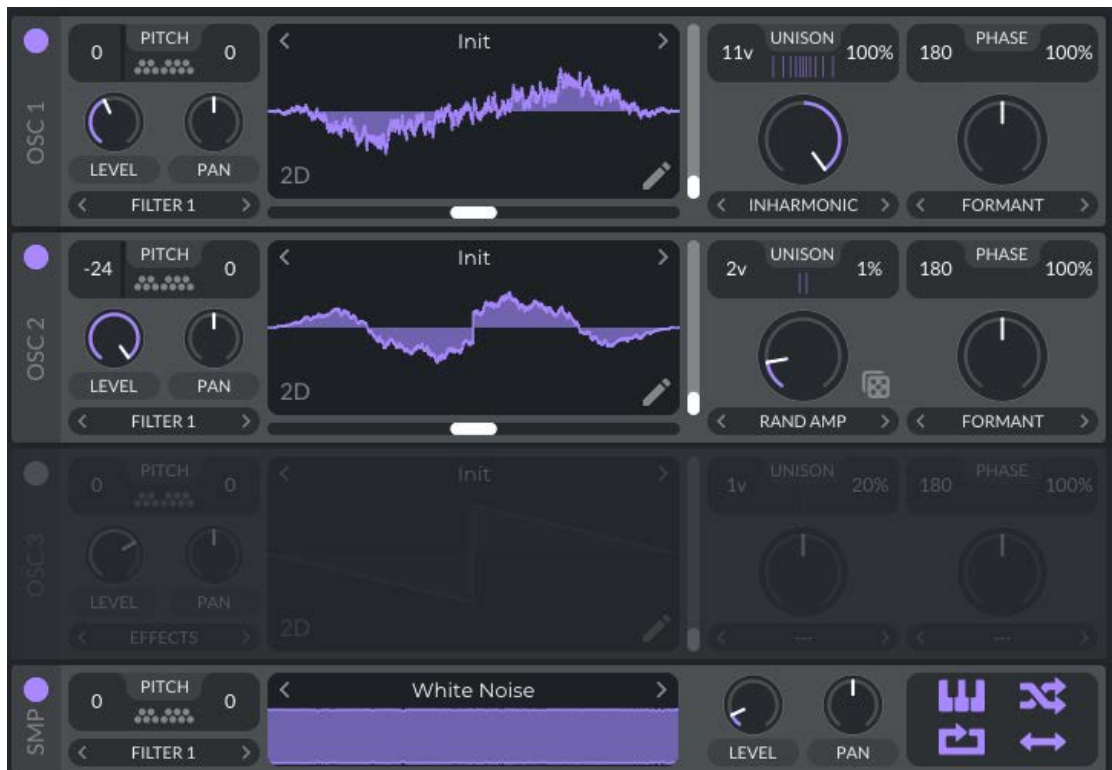 OSC 1
0 PITCH 0
LEVEL PAN
FILTER 1
Init
2D
11v UNISON 100%
INHARMONIC
180 PHASE 100%
FORMANT
OSC 2
-24 PITCH 0
LEVEL PAN
FILTER 1
Init
2D
2v UNISON 1%
RAND AMP
180 PHASE 100%
FORMANT
OSC 3
0 PITCH 0
LEVEL PAN
EFFECTS
Init
2D
1v UNISON 20%
---
180 PHASE 100%
---
SMP
0 PITCH 0
FILTER 1
White Noise
LEVEL PAN